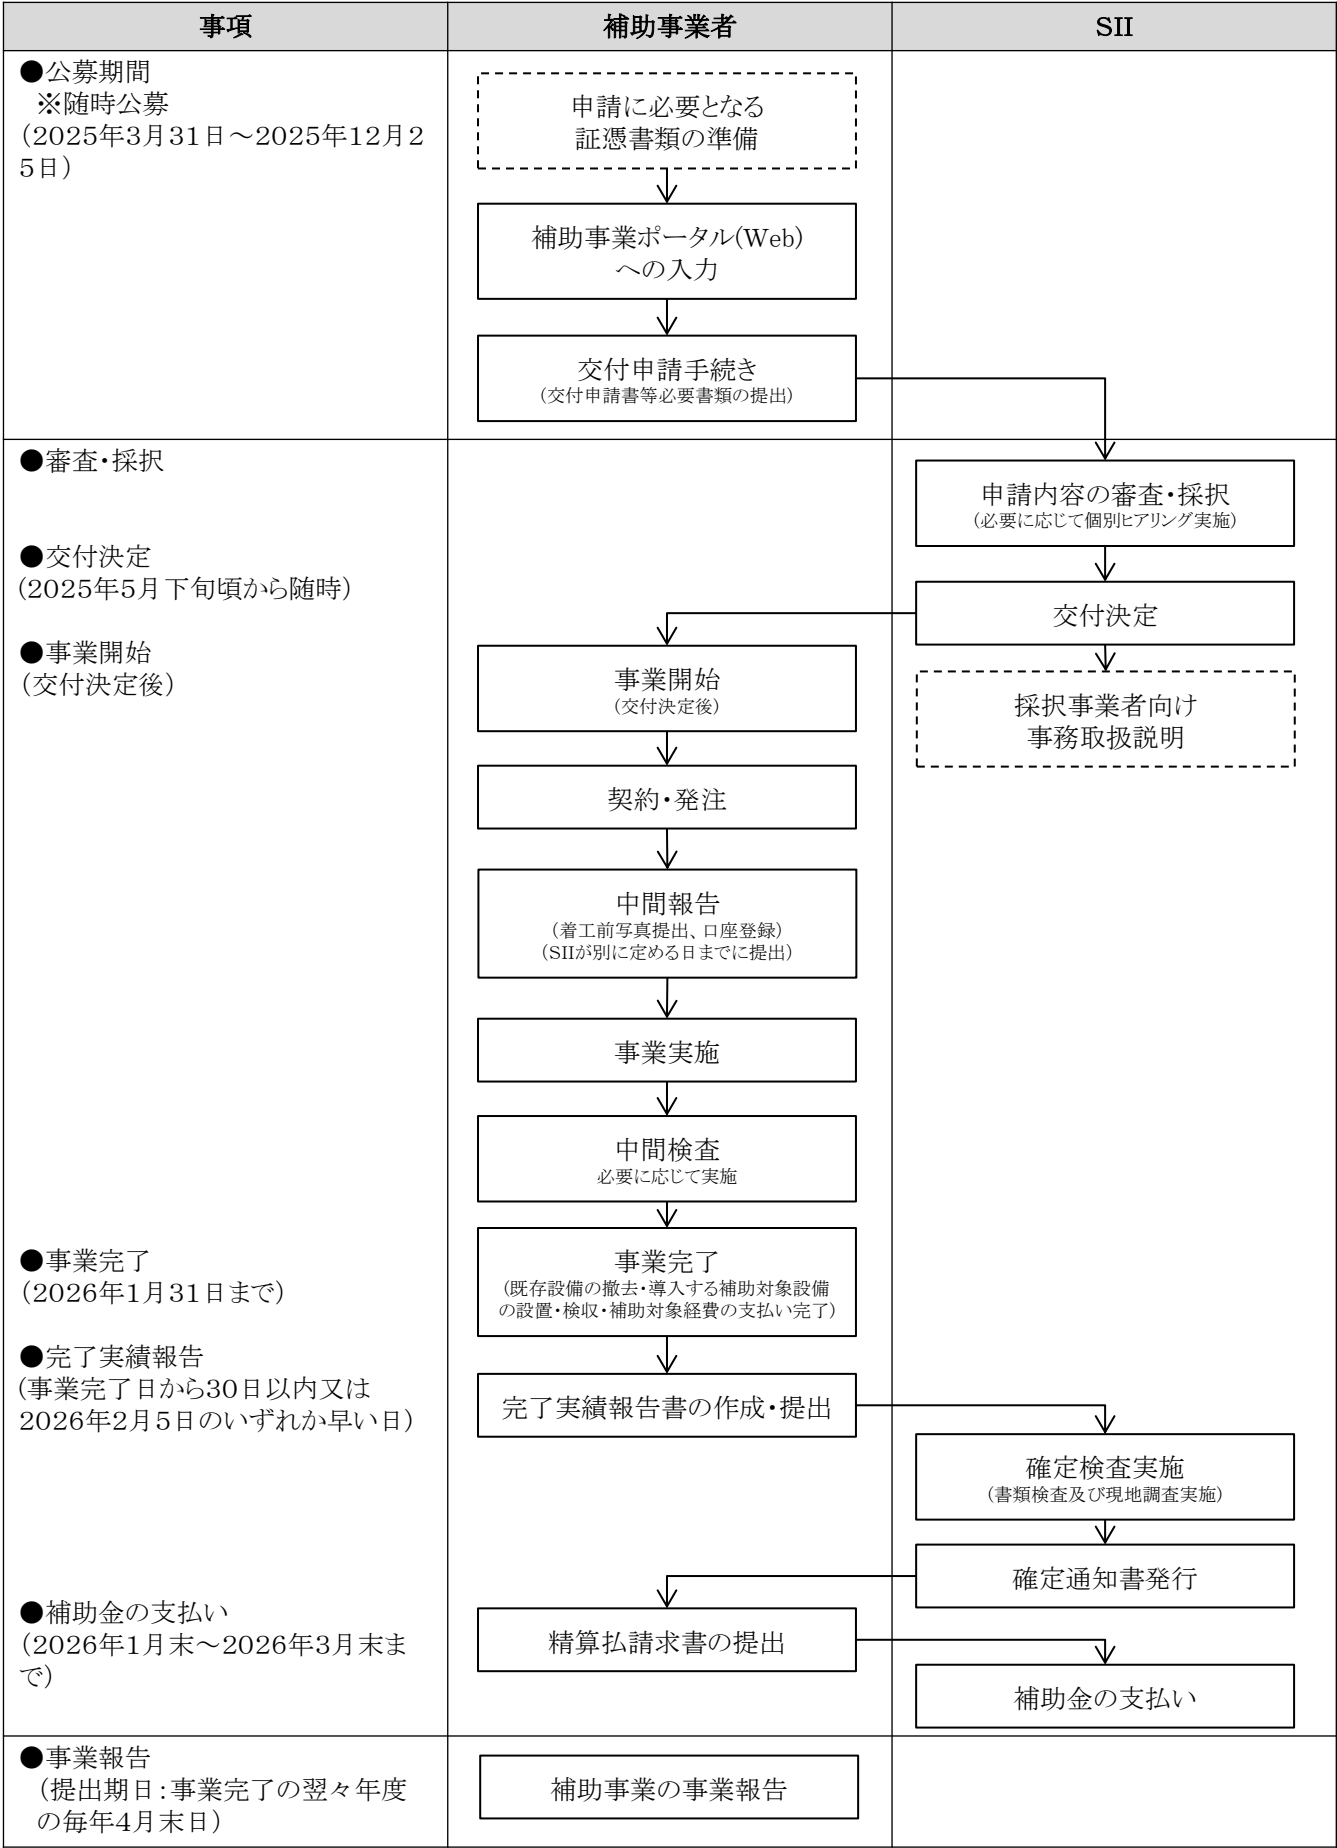 事項
補助事業者
SII
●公募期間
※随時公募
(2025年3月31日～2025年12月2
5日)
申請に必要となる
証憑書類の準備
補助事業ポータル(Web)
への入力
交付申請手続き
(交付申請書等必要書類の提出)
●審査・採択
申請内容の審査・採択
(必要に応じて個別ヒアリング実施)
●交付決定
(2025年5月下旬頃から随時)
交付決定
●事業開始
(交付決定後)
事業開始
(交付決定後)
採択事業者向け
事務取扱説明
契約・発注
中間報告
(着工前写真提出、口座登録)
(SIIが別に定める日までに提出)
事業実施
中間検査
必要に応じて実施
●事業完了
(2026年1月31日まで)
事業完了
(既存設備の撤去・導入する補助対象設備
の設置・検収・補助対象経費の支払い完了)
●完了実績報告
(事業完了日から30日以内又は
2026年2月5日のいずれか早い日)
完了実績報告書の作成・提出
確定検査実施
(書類検査及び現地調査実施)
確定通知書発行
●補助金の支払い
(2026年1月末～2026年3月末ま
で)
精算払請求書の提出
補助金の支払い
●事業報告
(提出期日:事業完了の翌々年度
の毎年4月末日)
補助事業の事業報告